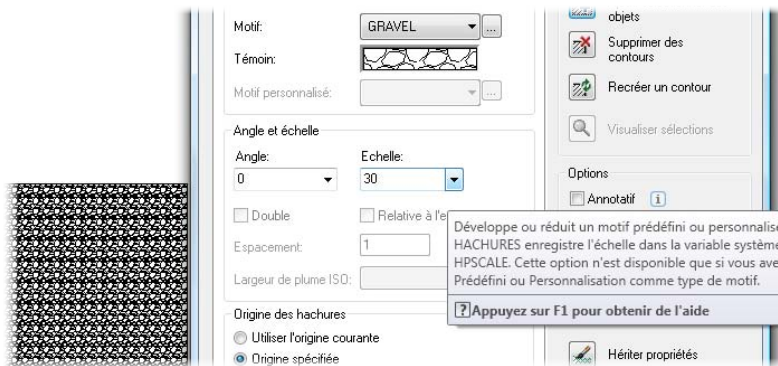 Motif:
GRAVEL
...
Témoin:
Motif personnalisé:
...
Angle et échelle
Angle:
Echelle:
0
30
Double
Relative à l'e
Espacement:
1
Largeur de plume ISO:
Origine des hachures
Utiliser l'origine courante
Origine spécifiée
objets
Supprimer des
contours
Recréer un contour
Visualiser sélections
Options
Annotatif
i
Développe ou réduit un motif prédéfini ou personnalisé
HACHURES enregistre l'échelle dans la variable système
HPSCALE. Cette option n'est disponible que si vous ave
Prédéfini ou Personnalisation comme type de motif.
? Appuyez sur F1 pour obtenir de l'aide
Hériter propriétés